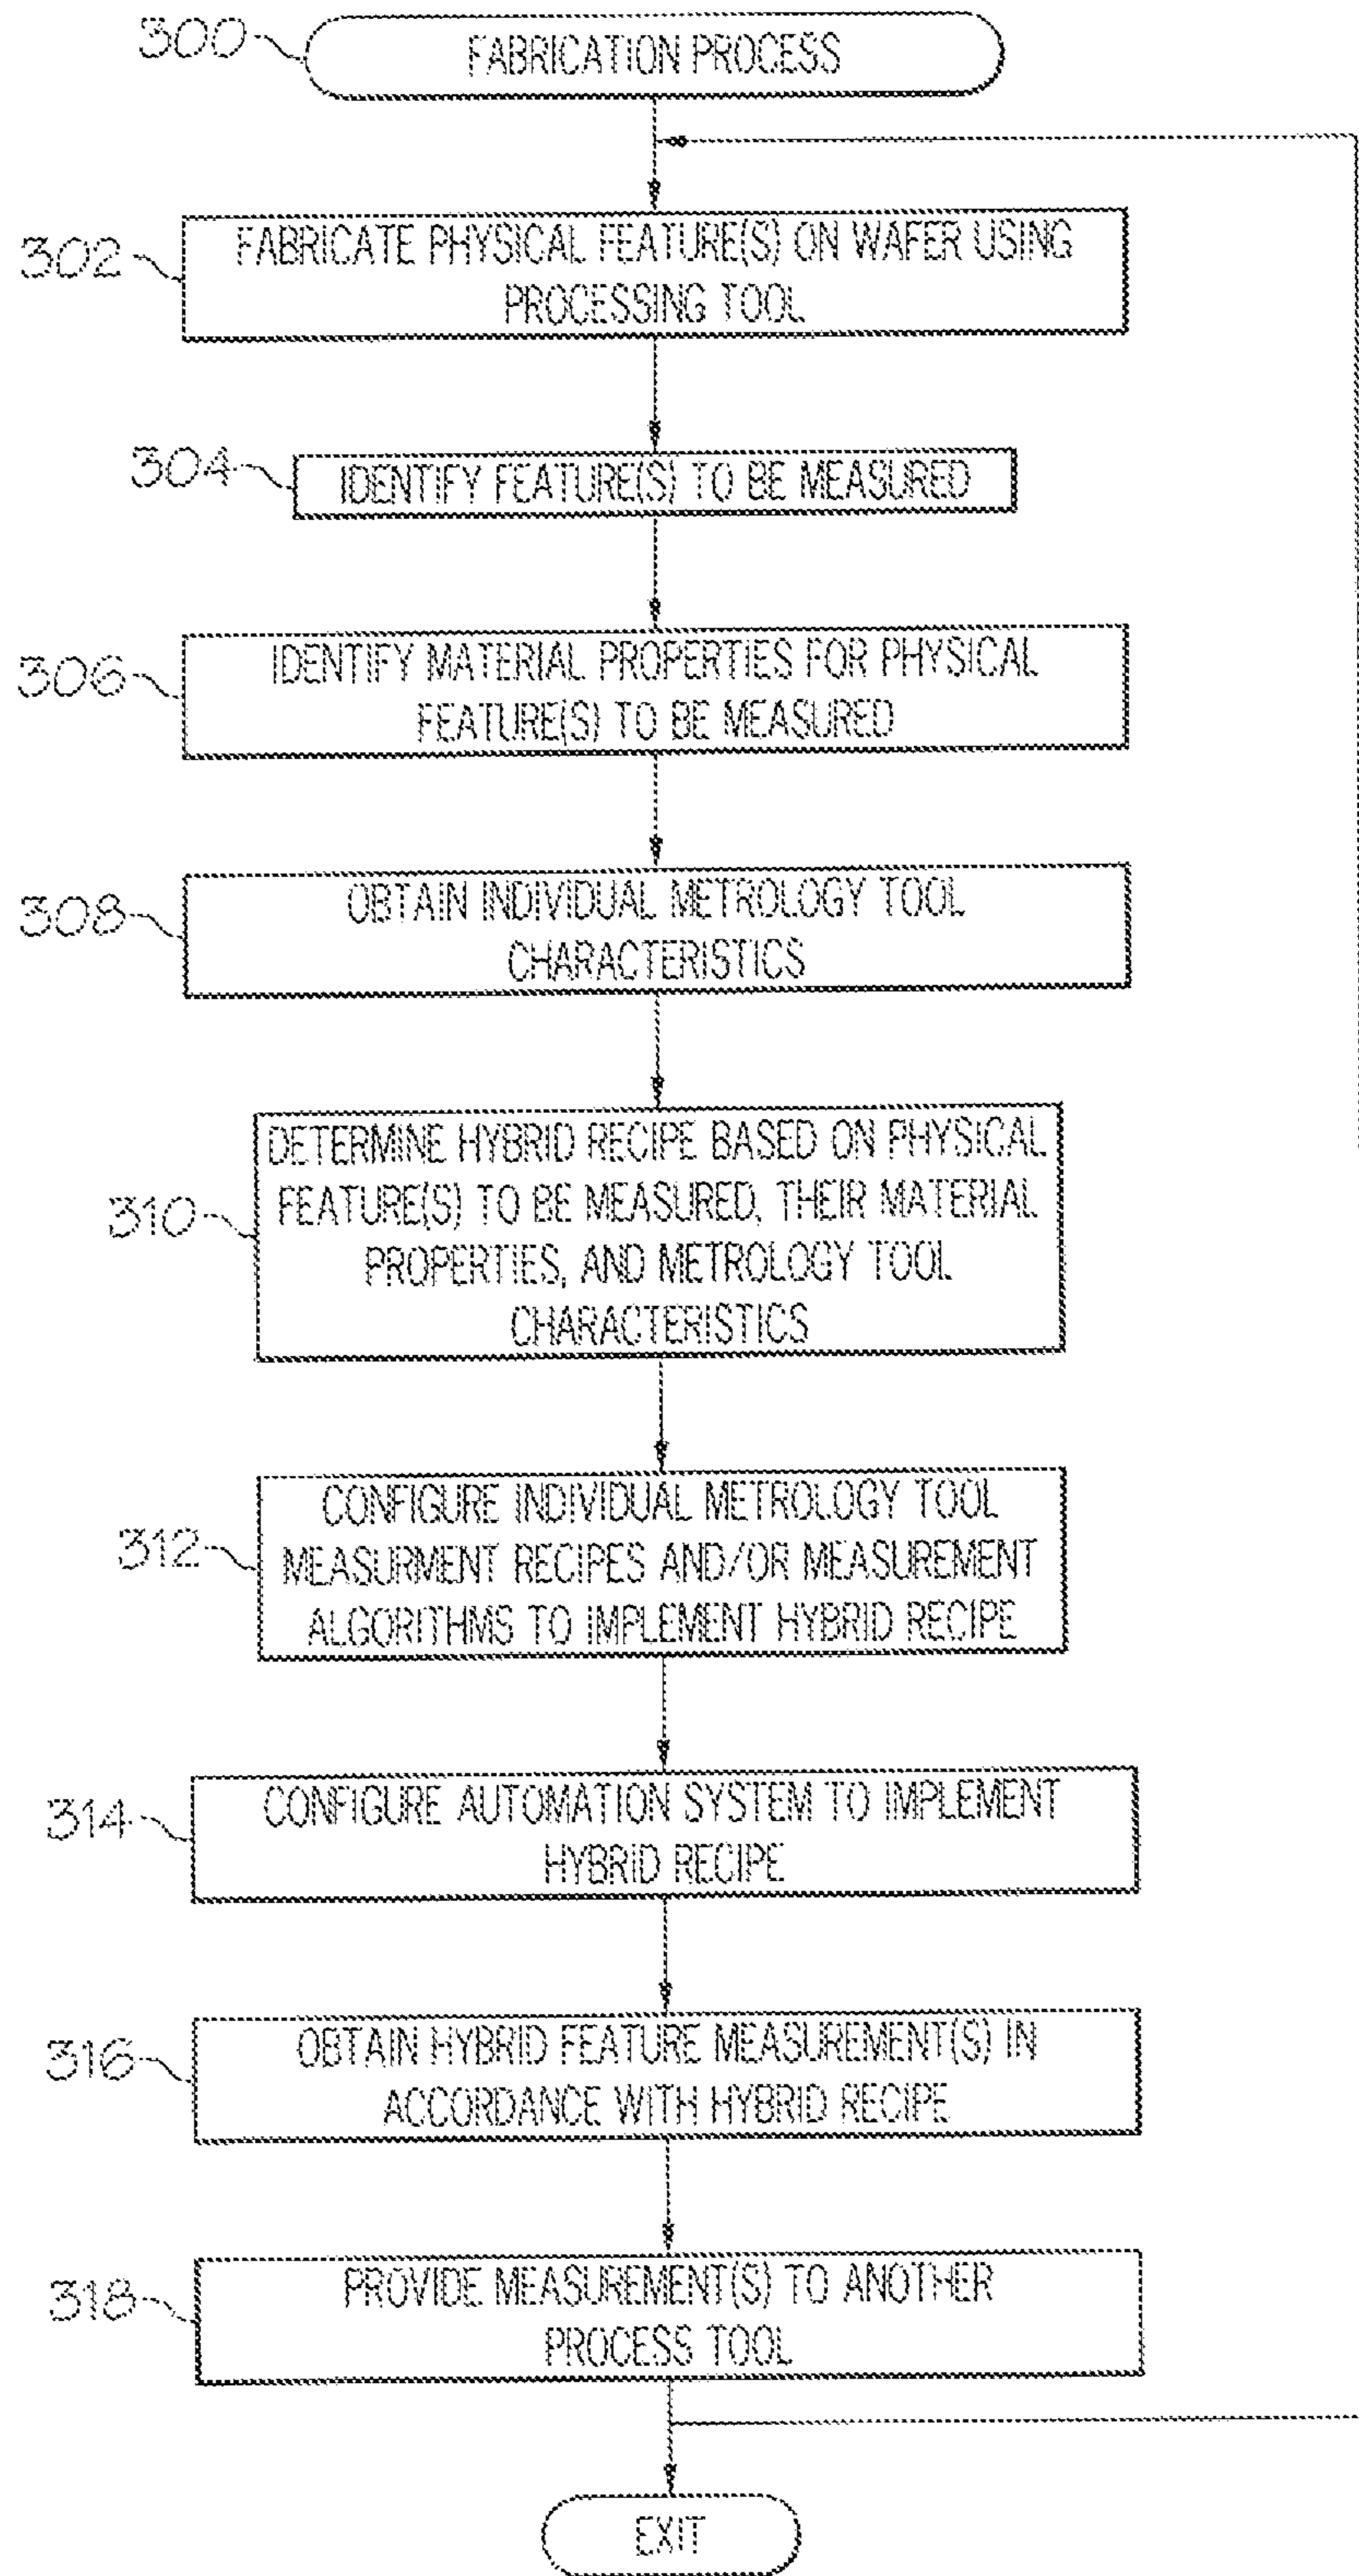 300
FABRICATION PROCESS
302
FABRICATE PHYSICAL FEATURE(S) ON WAFER USING
PROCESSING TOOL
304
IDENTIFY FEATURE(S) TO BE MEASURED
306
IDENTIFY MATERIAL PROPERTIES FOR PHYSICAL
FEATURE(S) TO BE MEASURED
308
OBTAIN INDIVIDUAL METROLOGY TOOL
CHARACTERISTICS
310
DETERMINE HYBRID RECIPE BASED ON PHYSICAL
FEATURE(S) TO BE MEASURED, THEIR MATERIAL
PROPERTIES, AND METROLOGY TOOL
CHARACTERISTICS
312
CONFIGURE INDIVIDUAL METROLOGY TOOL
MEASURMENT RECIPES AND/OR MEASUREMENT
ALGORITHMS TO IMPLEMENT HYBRID RECIPE
314
CONFIGURE AUTOMATION SYSTEM TO IMPLEMENT
HYBRID RECIPE
316
OBTAIN HYBRID FEATURE MEASUREMENT(S) IN
ACCORDANCE WITH HYBRID RECIPE
318
PROVIDE MEASUREMENT(S) TO ANOTHER
PROCESS TOOL
EXIT